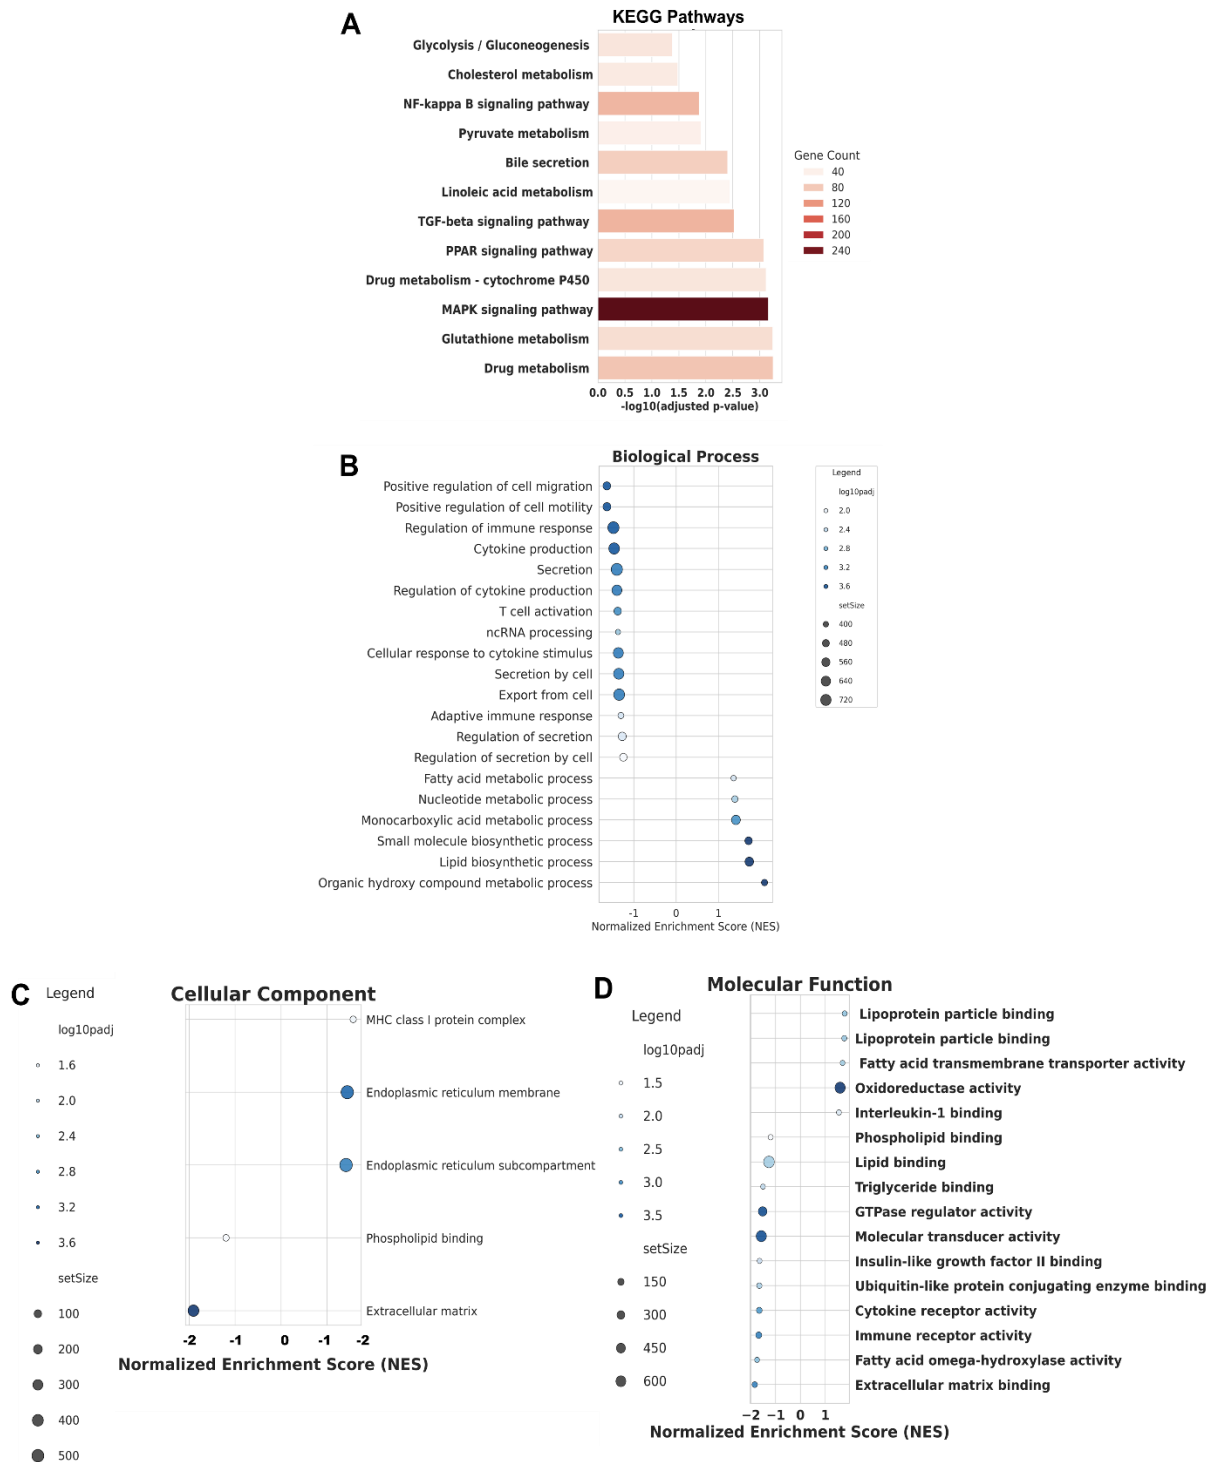 A
KEGG Pathways
Glycolysis / Gluconeogenesis
Cholesterol metabolism
NF-kappa B signaling pathway
Pyruvate metabolism
Bile secretion
Linoleic acid metabolism
TGF-beta signaling pathway
PPAR signaling pathway
Drug metabolism - cytochrome P450
MAPK signaling pathway
Glutathione metabolism
Drug metabolism
0.0 0.5 1.0 1.5 2.0 2.5 3.0
-log10(adjusted p-value)
Gene Count
40
80
120
160
200
240
B
Biological Process
Positive regulation of cell migration
Positive regulation of cell motility
Regulation of immune response
Cytokine production
Secretion
Regulation of cytokine production
T cell activation
ncRNA processing
Cellular response to cytokine stimulus
Secretion by cell
Export from cell
Adaptive immune response
Regulation of secretion
Regulation of secretion by cell
Fatty acid metabolic process
Nucleotide metabolic process
Monocarboxylic acid metabolic process
Small molecule biosynthetic process
Lipid biosynthetic process
Organic hydroxy compound metabolic process
-1 0 1
Normalized Enrichment Score (NES)
Legend
log10padj
2.0
2.4
2.8
3.2
3.6
setSize
400
480
560
640
720
C
Legend
log10padj
1.6
2.0
2.4
2.8
3.2
3.6
setSize
100
200
300
400
500
Cellular Component
MHC class I protein complex
Endoplasmic reticulum membrane
Endoplasmic reticulum subcompartment
Phospholipid binding
Extracellular matrix
-2 -1 0 -1 -2
Normalized Enrichment Score (NES)
D
Molecular Function
Legend
log10padj
1.5
2.0
2.5
3.0
3.5
setSize
150
300
450
600
Lipoprotein particle binding
Lipoprotein particle binding
Fatty acid transmembrane transporter activity
Oxidoreductase activity
Interleukin-1 binding
Phospholipid binding
Lipid binding
Triglyceride binding
GTPase regulator activity
Molecular transducer activity
Insulin-like growth factor II binding
Ubiquitin-like protein conjugating enzyme binding
Cytokine receptor activity
Immune receptor activity
Fatty acid omega-hydroxylase activity
Extracellular matrix binding
−2 −1 0 1
Normalized Enrichment Score (NES)